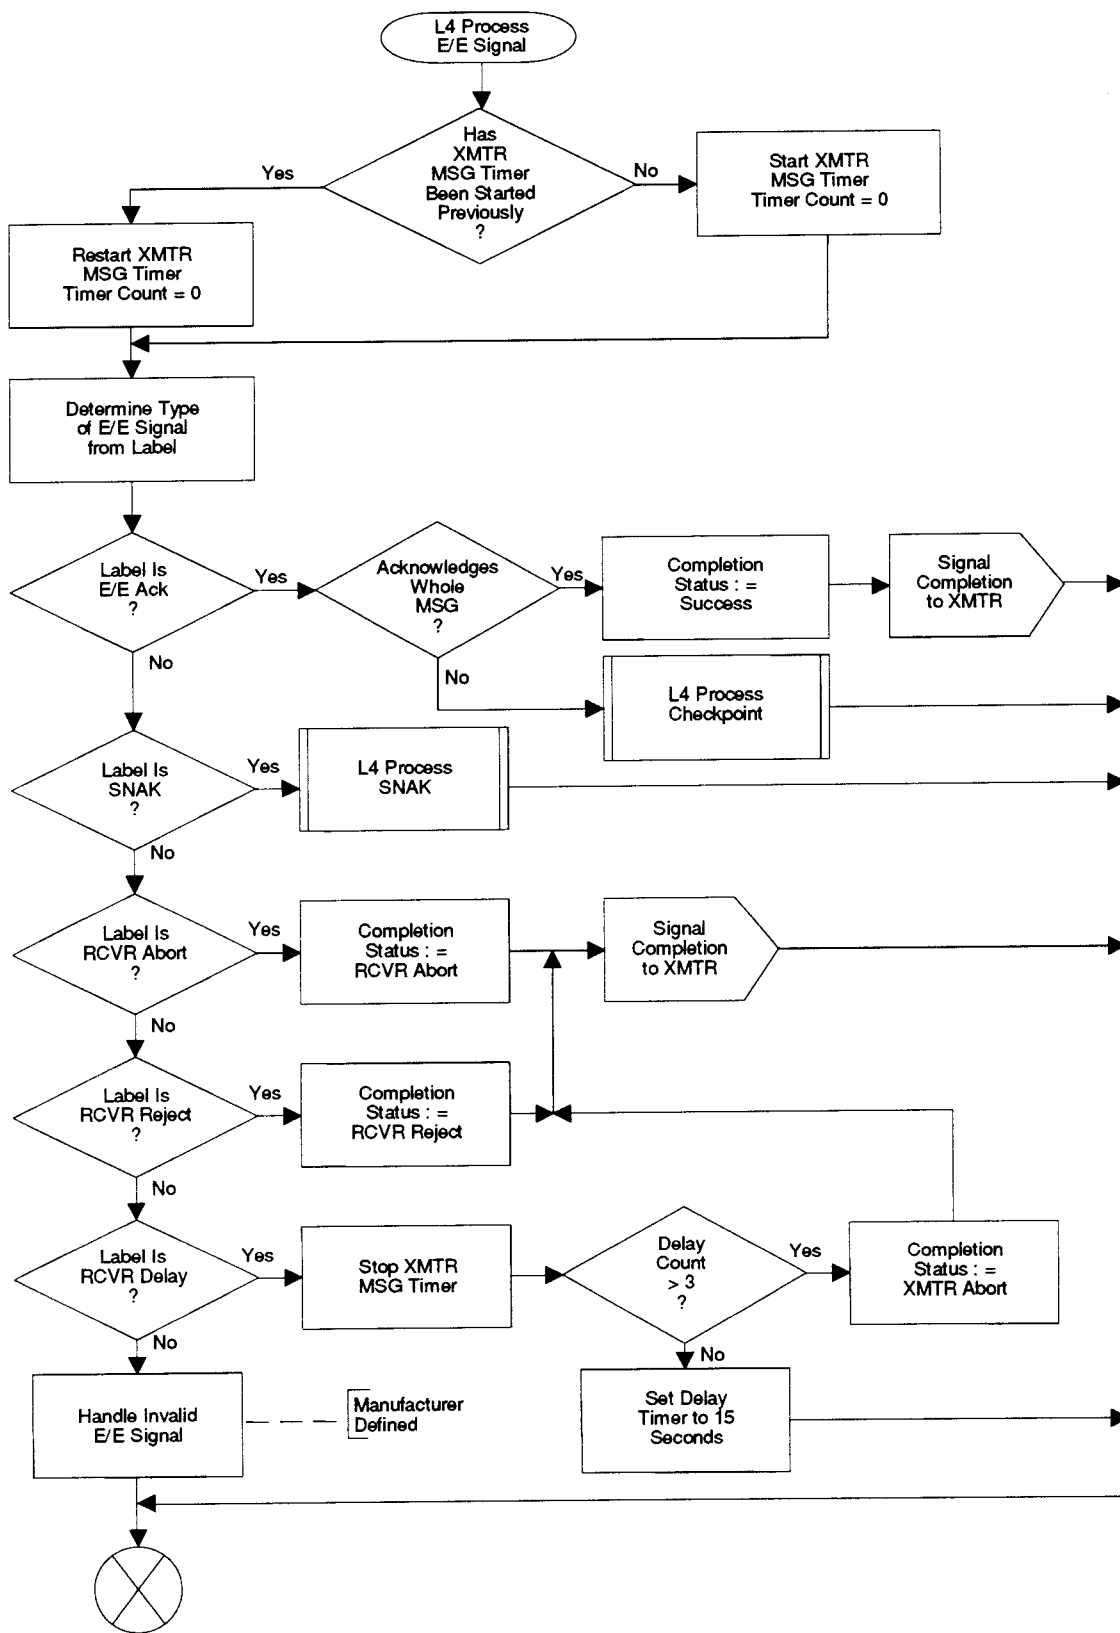 L4 Process
E/E Signal
Has
XMTR
MSG Timer
Been Started
Previously
?
Yes
No
Start XMTR
MSG Timer
Timer Count = 0
Restart XMTR
MSG Timer
Timer Count = 0
Determine Type
of E/E Signal
from Label
Label Is
E/E Ack
?
Yes
No
Acknowledges
Whole
MSG
?
Yes
No
Completion
Status : =
Success
Signal
Completion
to XMTR
L4 Process
Checkpoint
Label Is
SNAK
?
Yes
No
L4 Process
SNAK
Label Is
RCVR Abort
?
Yes
No
Completion
Status : =
RCVR Abort
Signal
Completion
to XMTR
Label Is
RCVR Reject
?
Yes
No
Completion
Status : =
RCVR Reject
Label Is
RCVR Delay
?
Yes
No
Stop XMTR
MSG Timer
Delay
Count
> 3
?
Yes
No
Completion
Status : =
XMTR Abort
Handle Invalid
E/E Signal
Manufacturer
Defined
Set Delay
Timer to 15
Seconds